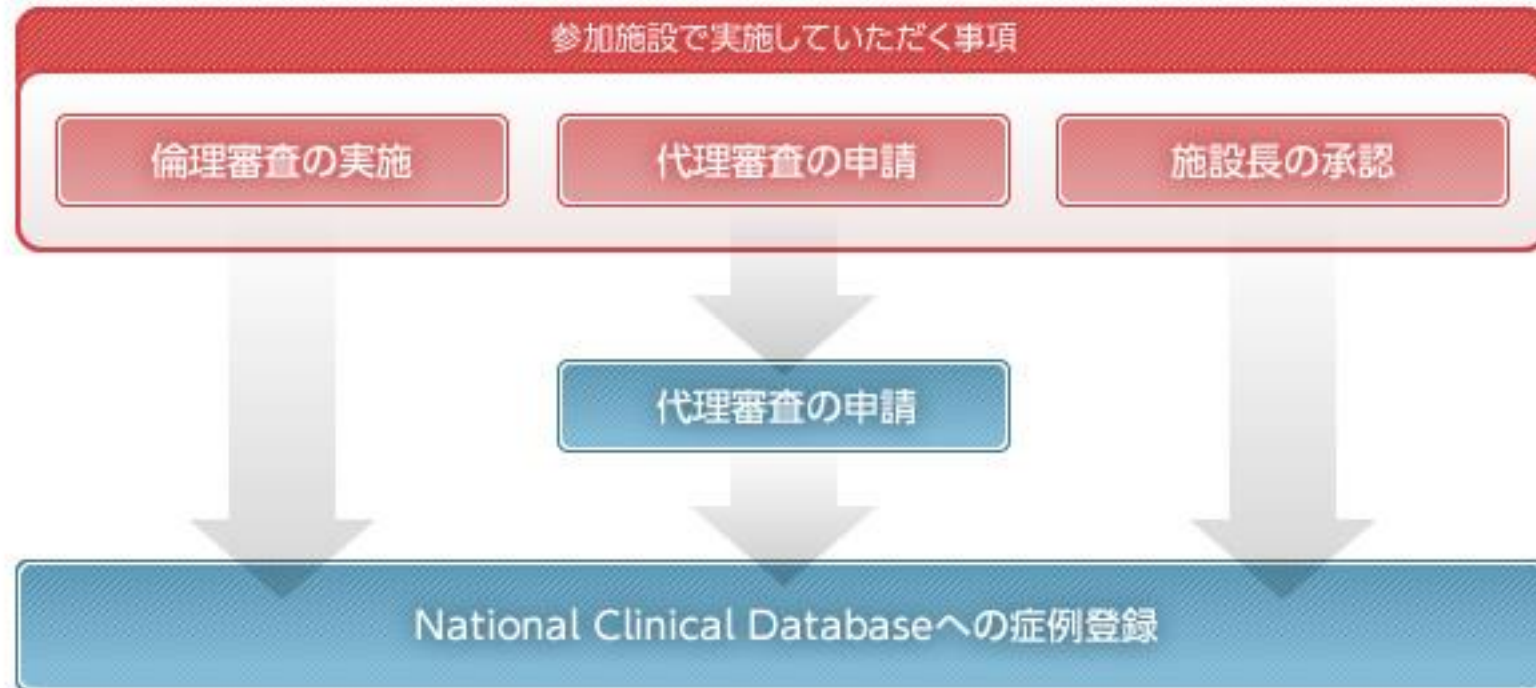 参加施設で実施していただく事項
倫理審査の実施
代理審査の申請
施設長の承認
代理審査の申請
National Clinical Databaseへの症例登録